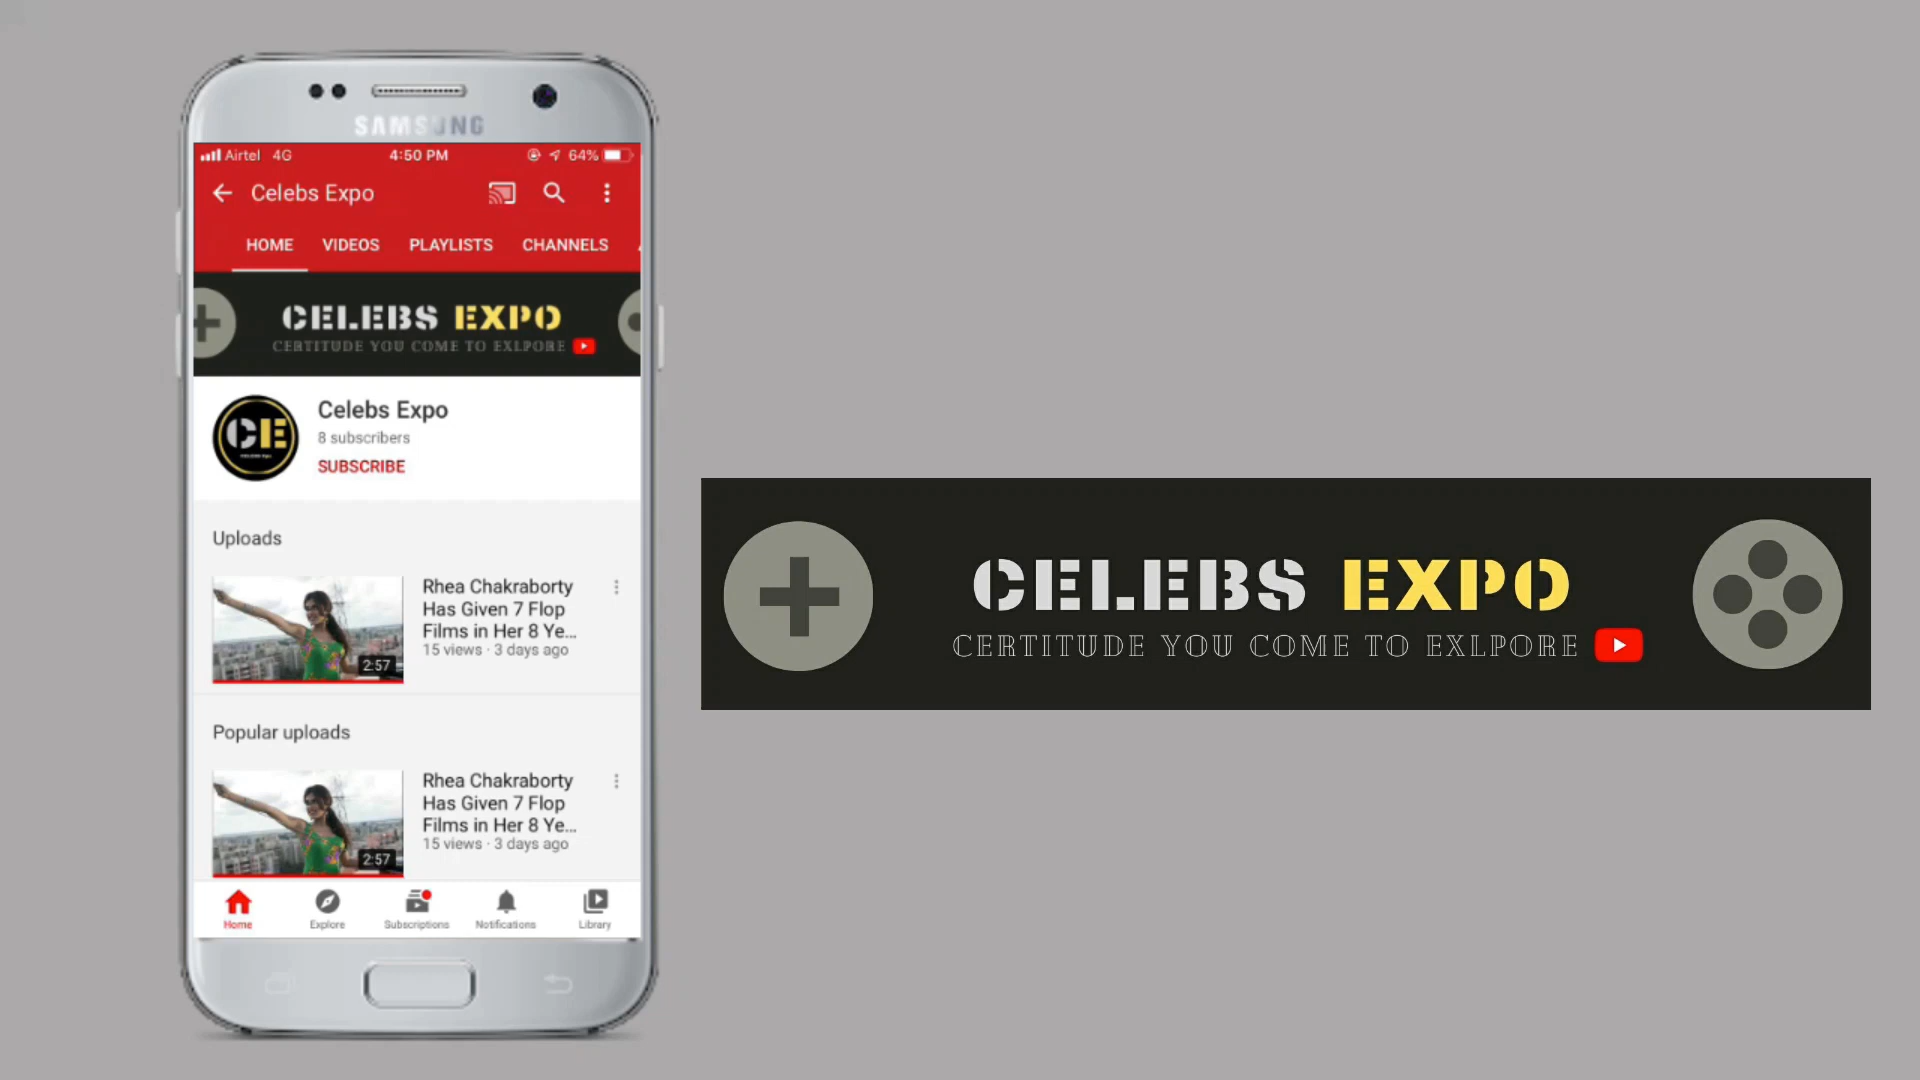 SAMSUNG
Airtel 4G 4:50 PM 64%
Celebs Expo
HOME VIDEOS PLAYLISTS CHANNELS
CELEBS EXPO
CERTITUDE YOU COME TO EXLPORE
CE
Celebs Expo
8 subscribers
SUBSCRIBE
Uploads
Rhea Chakraborty
Has Given 7 Flop
Films in Her 8 Ye...
15 views · 3 days ago
2:57
Popular uploads
Rhea Chakraborty
Has Given 7 Flop
Films in Her 8 Ye...
15 views · 3 days ago
2:57
Home Explore Subscriptions Notifications Library
CELEBS EXPO
CERTITUDE YOU COME TO EXLPORE